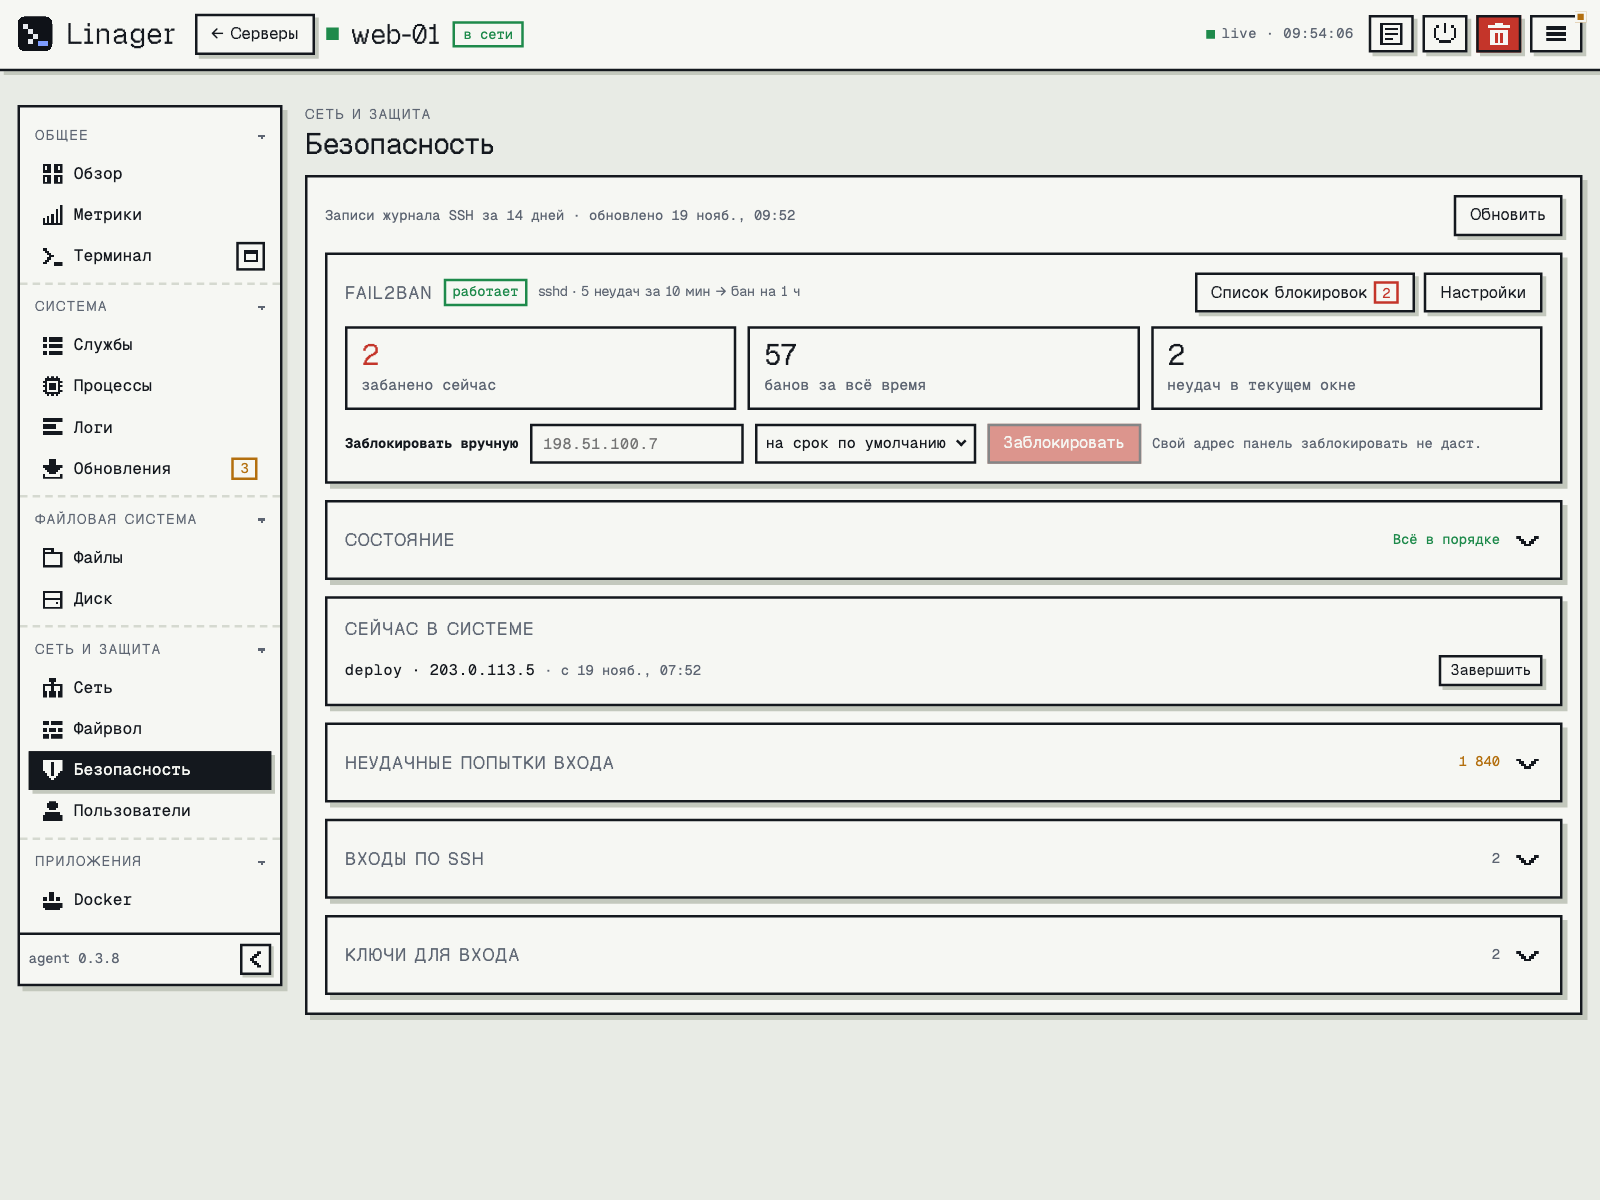 Linager
← Серверы
web-01
в сети
live · 09:54:06
ОБЩЕЕ
Обзор
Метрики
Терминал
СИСТЕМА
Службы
Процессы
Логи
Обновления
3
ФАЙЛОВАЯ СИСТЕМА
Файлы
Диск
СЕТЬ И ЗАЩИТА
Сеть
Файрвол
Безопасность
Пользователи
ПРИЛОЖЕНИЯ
Docker
agent 0.3.8
СЕТЬ И ЗАЩИТА
Безопасность
Записи журнала SSH за 14 дней · обновлено 19 нояб., 09:52
Обновить
FAIL2BAN
работает
sshd · 5 неудач за 10 мин → бан на 1 ч
Список блокировок 2
Настройки
2
забанено сейчас
57
банов за всё время
2
неудач в текущем окне
Заблокировать вручную
198.51.100.7
на срок по умолчанию
Заблокировать
Свой адрес панель заблокировать не даст.
СОСТОЯНИЕ
Всё в порядке
СЕЙЧАС В СИСТЕМЕ
deploy · 203.0.113.5 · с 19 нояб., 07:52
Завершить
НЕУДАЧНЫЕ ПОПЫТКИ ВХОДА
1 840
ВХОДЫ ПО SSH
2
КЛЮЧИ ДЛЯ ВХОДА
2